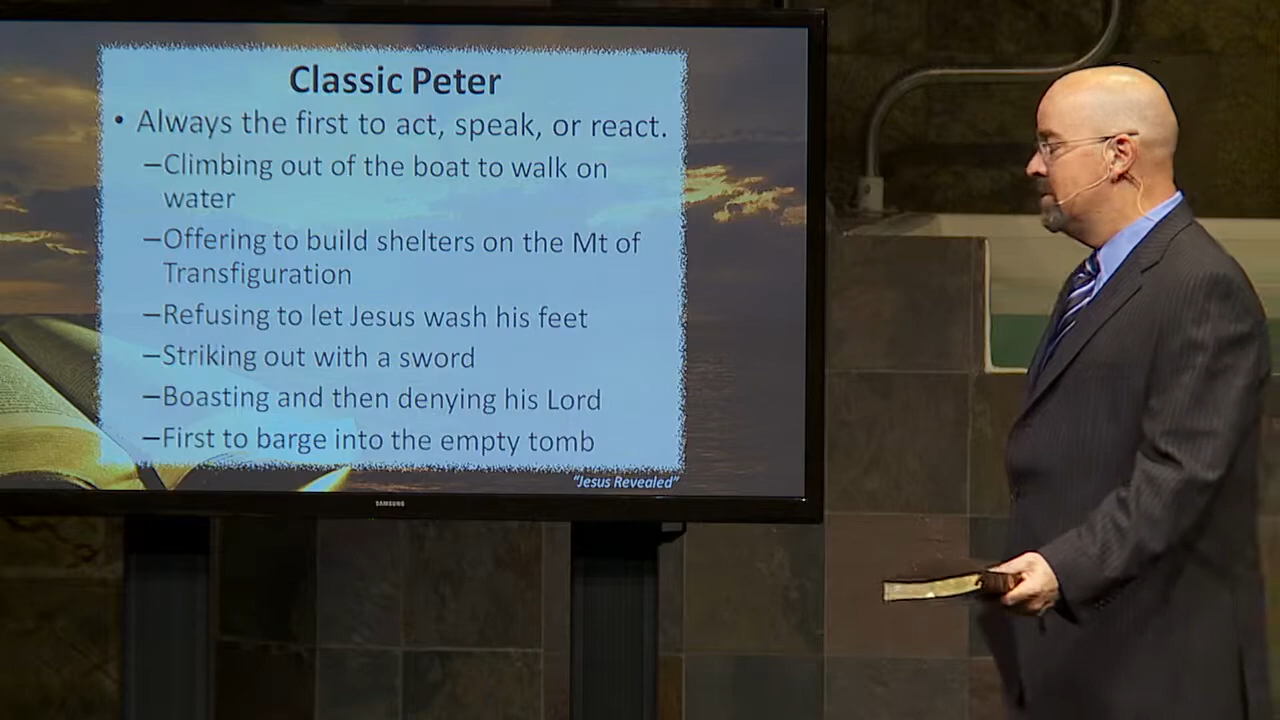 Classic Peter
• Always the first to act, speak, or react.
–Climbing out of the boat to walk on
water
–Offering to build shelters on the Mt of
Transfiguration
–Refusing to let Jesus wash his feet
–Striking out with a sword
–Boasting and then denying his Lord
–First to barge into the empty tomb
"Jesus Revealed"
SAMSUNG